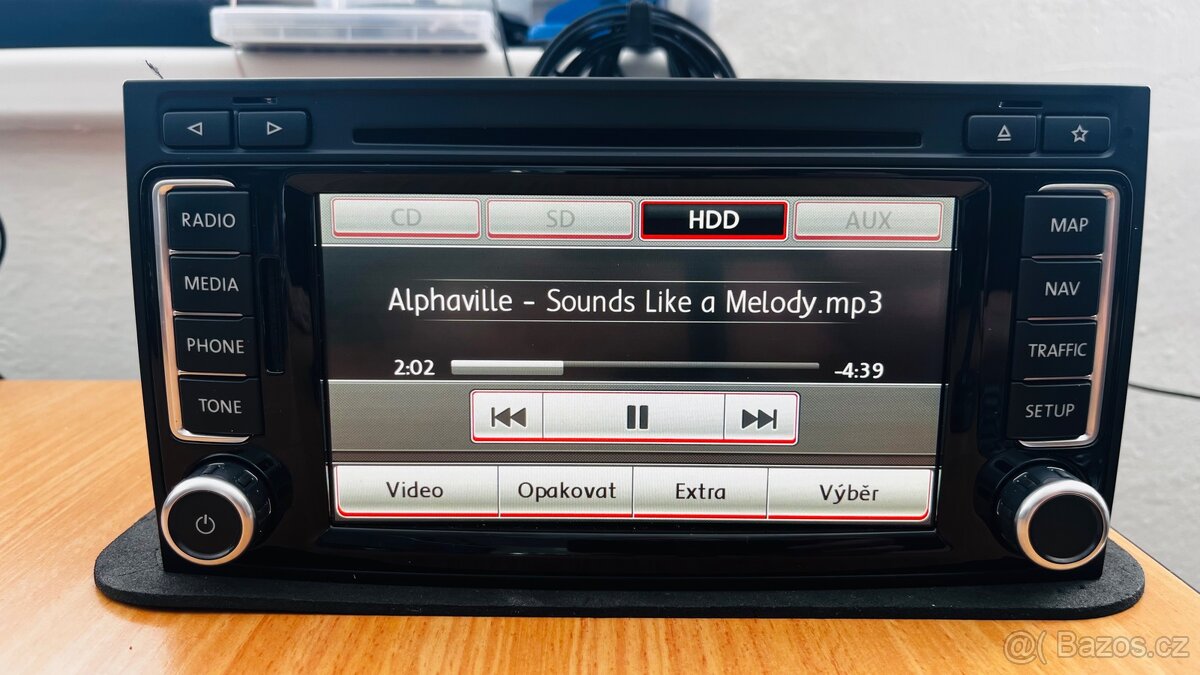 RADIO
MEDIA
PHONE
TONE
CD SD HDD AUX
Alphaville - Sounds Like a Melody.mp3
2:02 -4:39
Video Opakovat Extra Výběr
MAP
NAV
TRAFFIC
SETUP
@( Bazos.cz